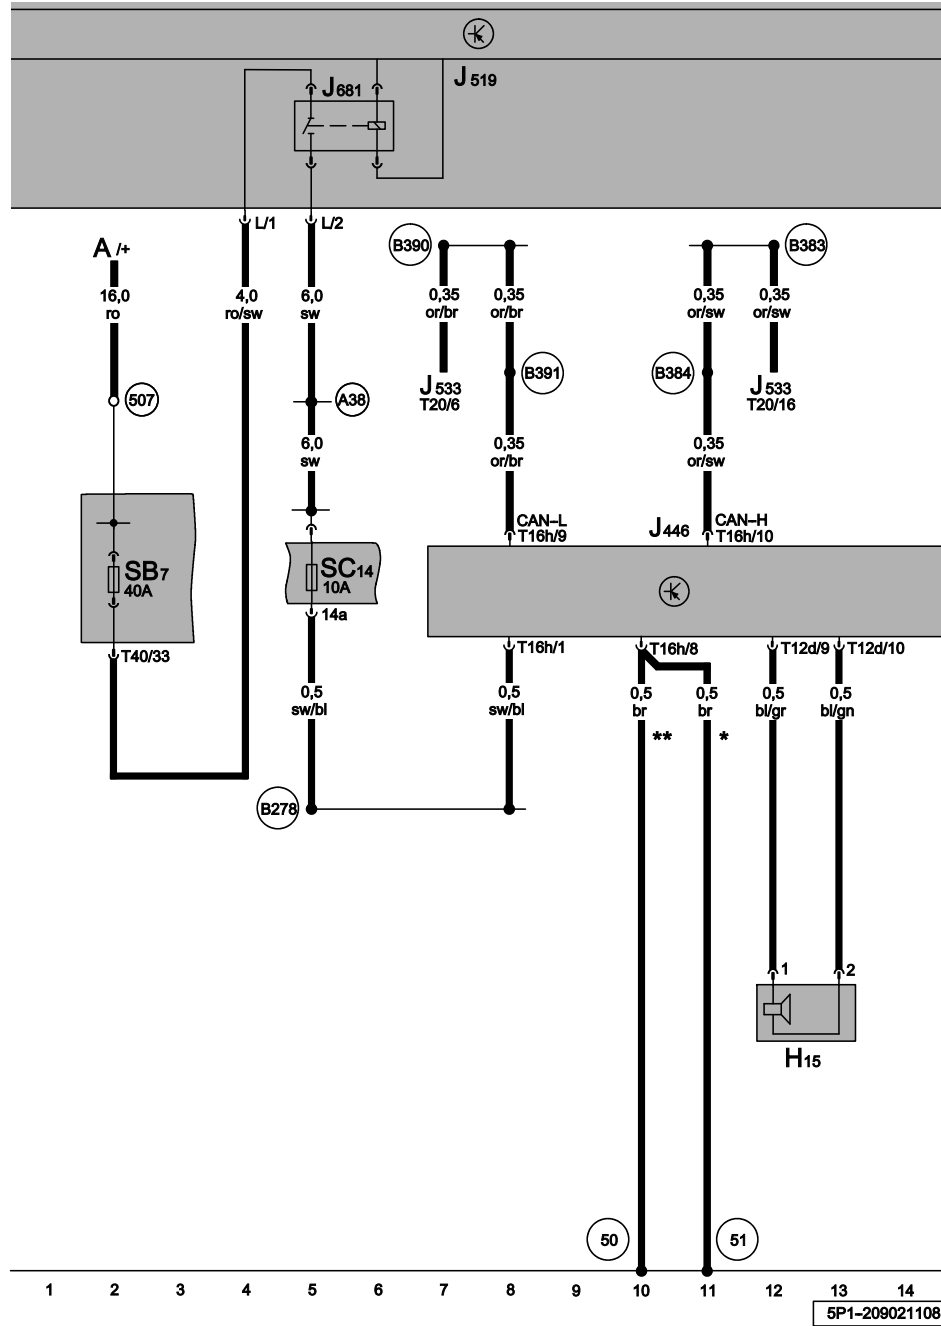 J681
J519
L/1
L/2
A/+
B390
B383
16,0
ro
4,0
ro/sw
6,0
sw
0,35
or/br
0,35
or/br
0,35
or/sw
0,35
or/sw
507
A38
J533
T20/6
B391
B384
J533
T20/16
6,0
sw
0,35
or/br
0,35
or/sw
CAN-L
T16h/9
J446
CAN-H
T16h/10
SB7
40A
SC14
10A
14a
T40/33
T16h/1
T16h/8
T12d/9
T12d/10
0,5
sw/bl
0,5
sw/bl
0,5
br
0,5
br
0,5
bl/gr
0,5
bl/gn
**
*
B278
1
2
H15
50
51
1 2 3 4 5 6 7 8 9 10 11 12 13 14
5P1-209021108